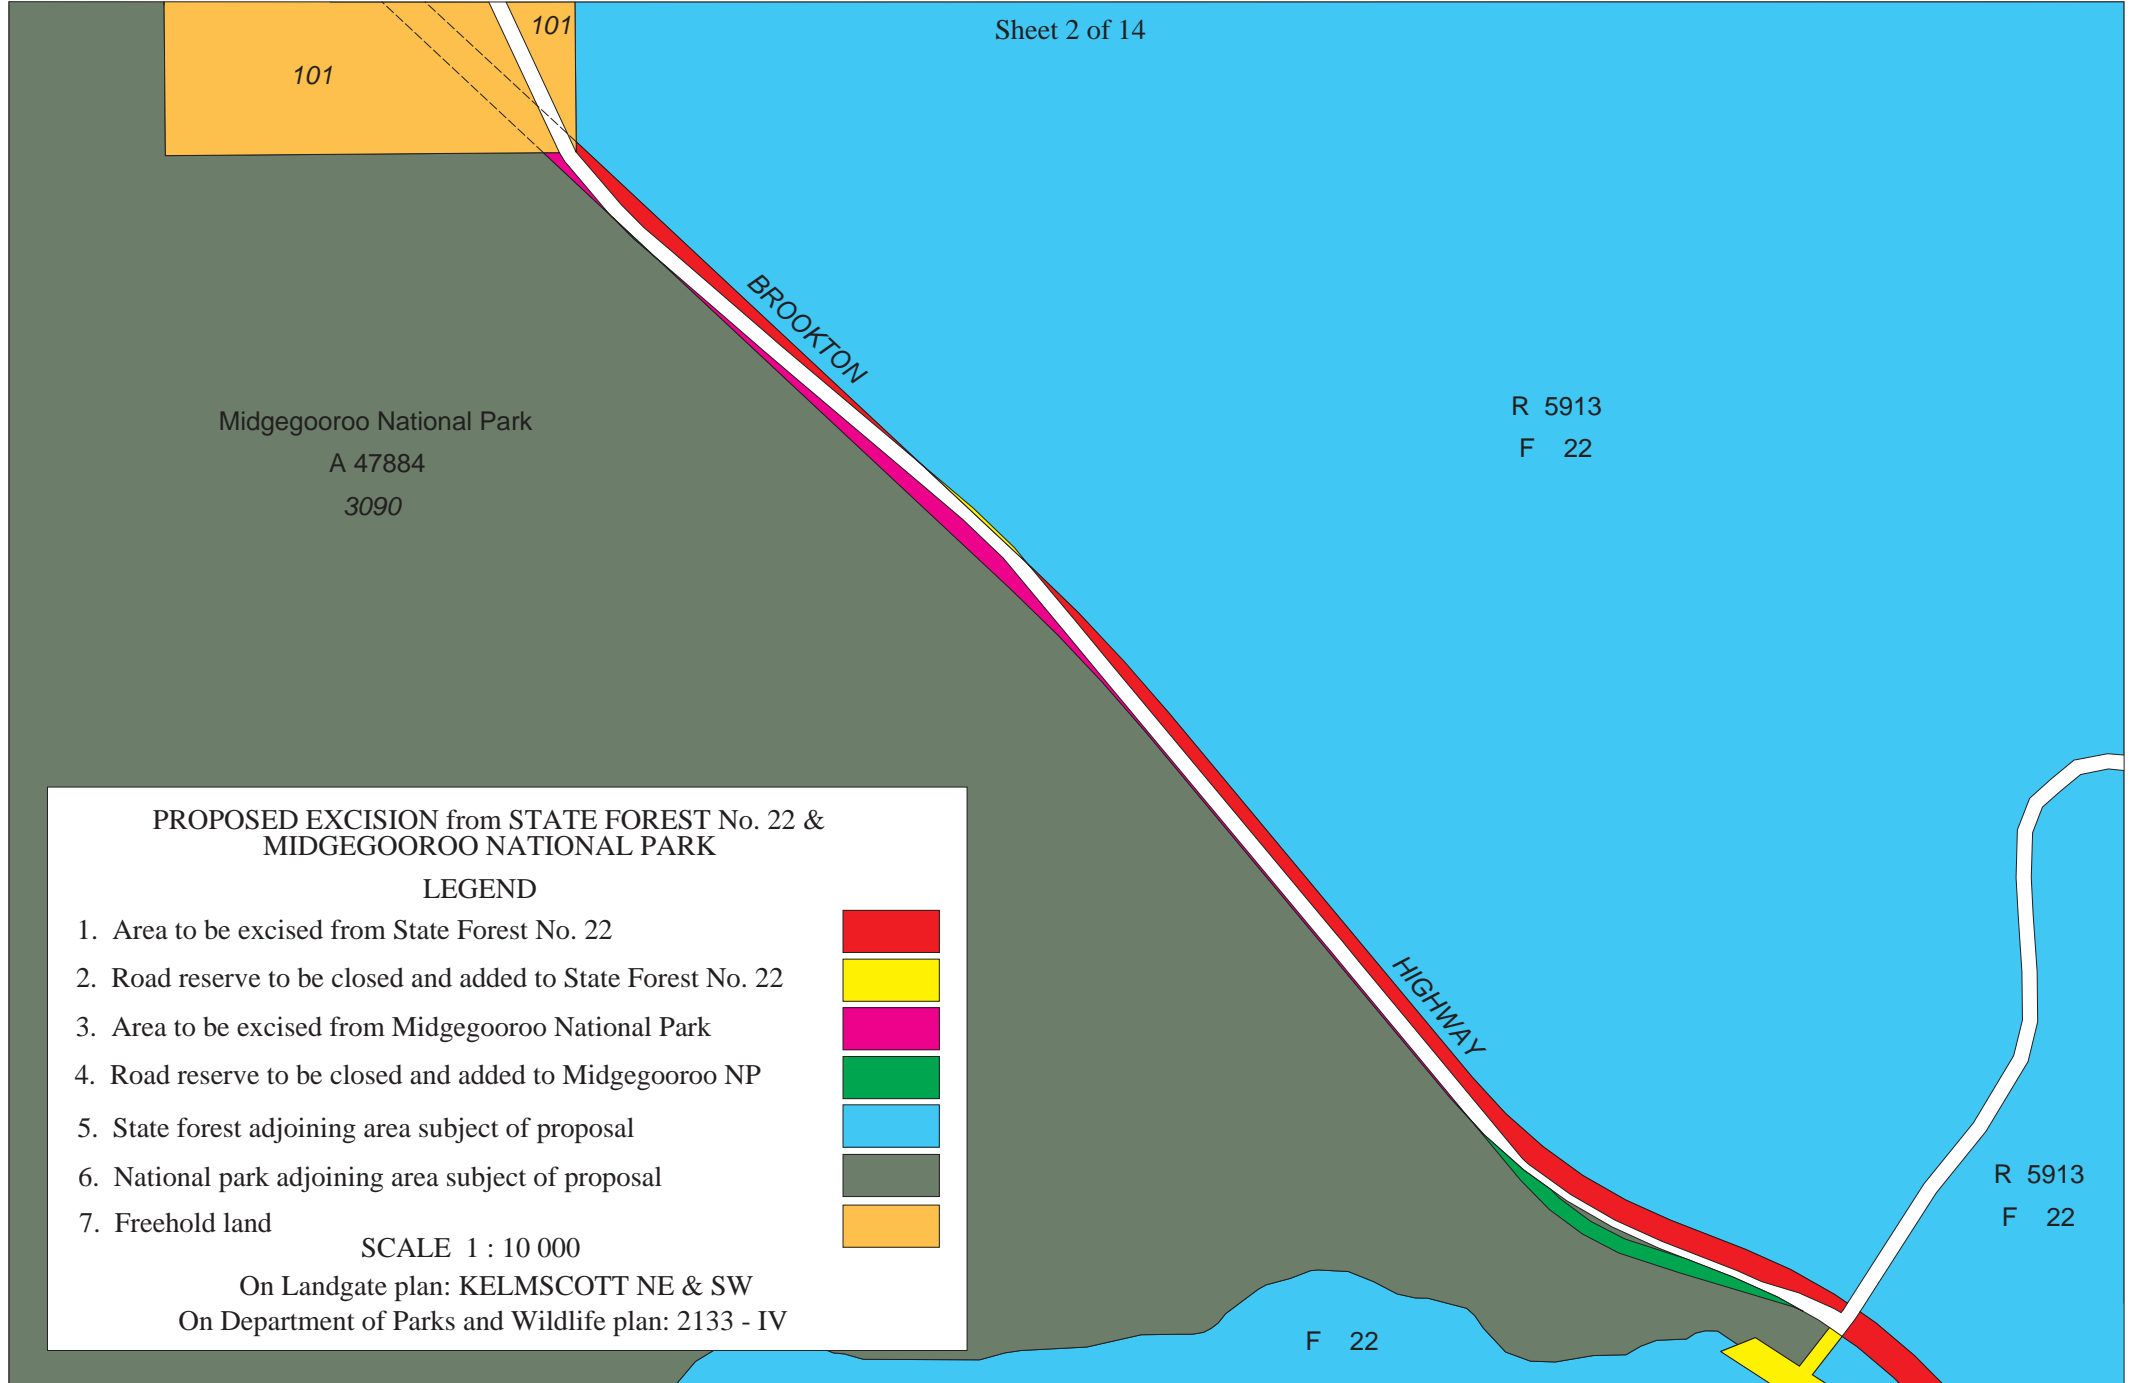 Sheet 2 of 14
101
101
BROOKTON
R 5913
F 22
Midgegooroo National Park
A 47884
3090
HIGHWAY
R 5913
F 22
F 22
PROPOSED EXCISION from STATE FOREST No. 22 &
MIDGEGOOROO NATIONAL PARK
LEGEND
1. Area to be excised from State Forest No. 22
2. Road reserve to be closed and added to State Forest No. 22
3. Area to be excised from Midgegooroo National Park
4. Road reserve to be closed and added to Midgegooroo NP
5. State forest adjoining area subject of proposal
6. National park adjoining area subject of proposal
7. Freehold land
SCALE 1 : 10 000
On Landgate plan: KELMSCOTT NE & SW
On Department of Parks and Wildlife plan: 2133 - IV